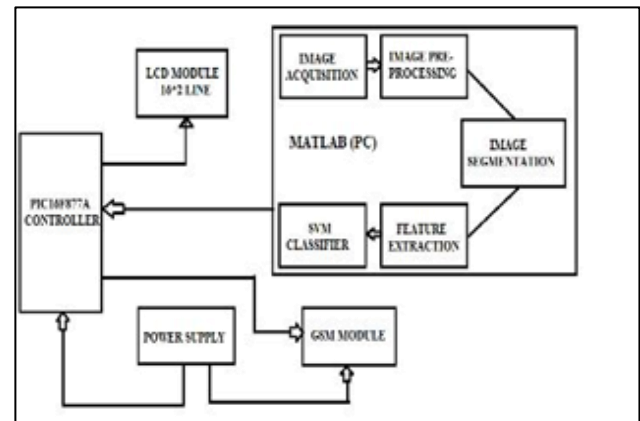 IMAGE
ACQUISITION
IMAGE PRE-
PROCESSING
LCD MODULE
16*2 LINE
MATLAB (PC)
IMAGE
SEGMENTATION
PIC16F877A
CONTROLLER
SVM
CLASSIFIER
FEATURE
EXTRACTION
POWER SUPPLY
GSM MODULE